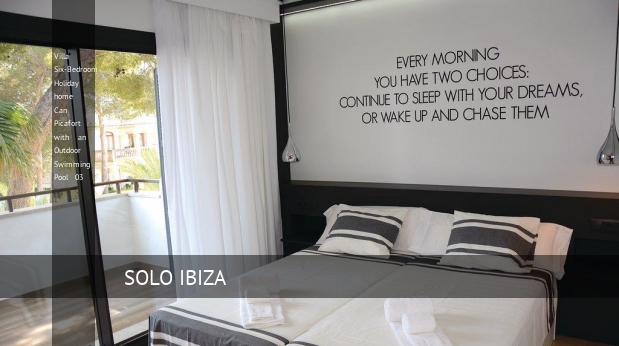 Villa
Six-Bedroom
Holiday
home
Can
Picafort
with an
Outdoor
Swimming
Pool 03
EVERY MORNING
YOU HAVE TWO CHOICES:
CONTINUE TO SLEEP WITH YOUR DREAMS,
OR WAKE UP AND CHASE THEM
SOLO IBIZA